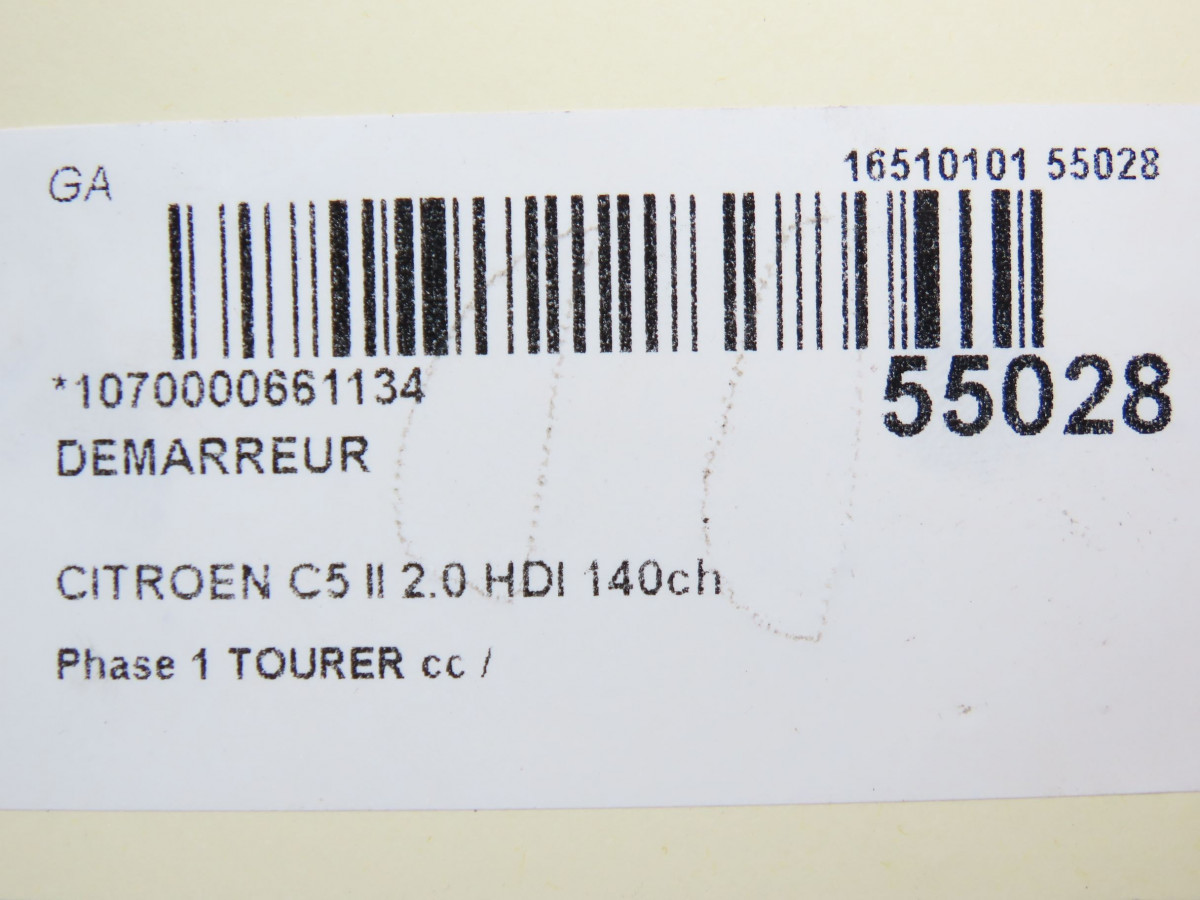 GA
16510101 55028
*1070000661134
55028
DEMARREUR
CITROEN C5 II 2.0 HDI 140ch
Phase 1 TOURER cc /